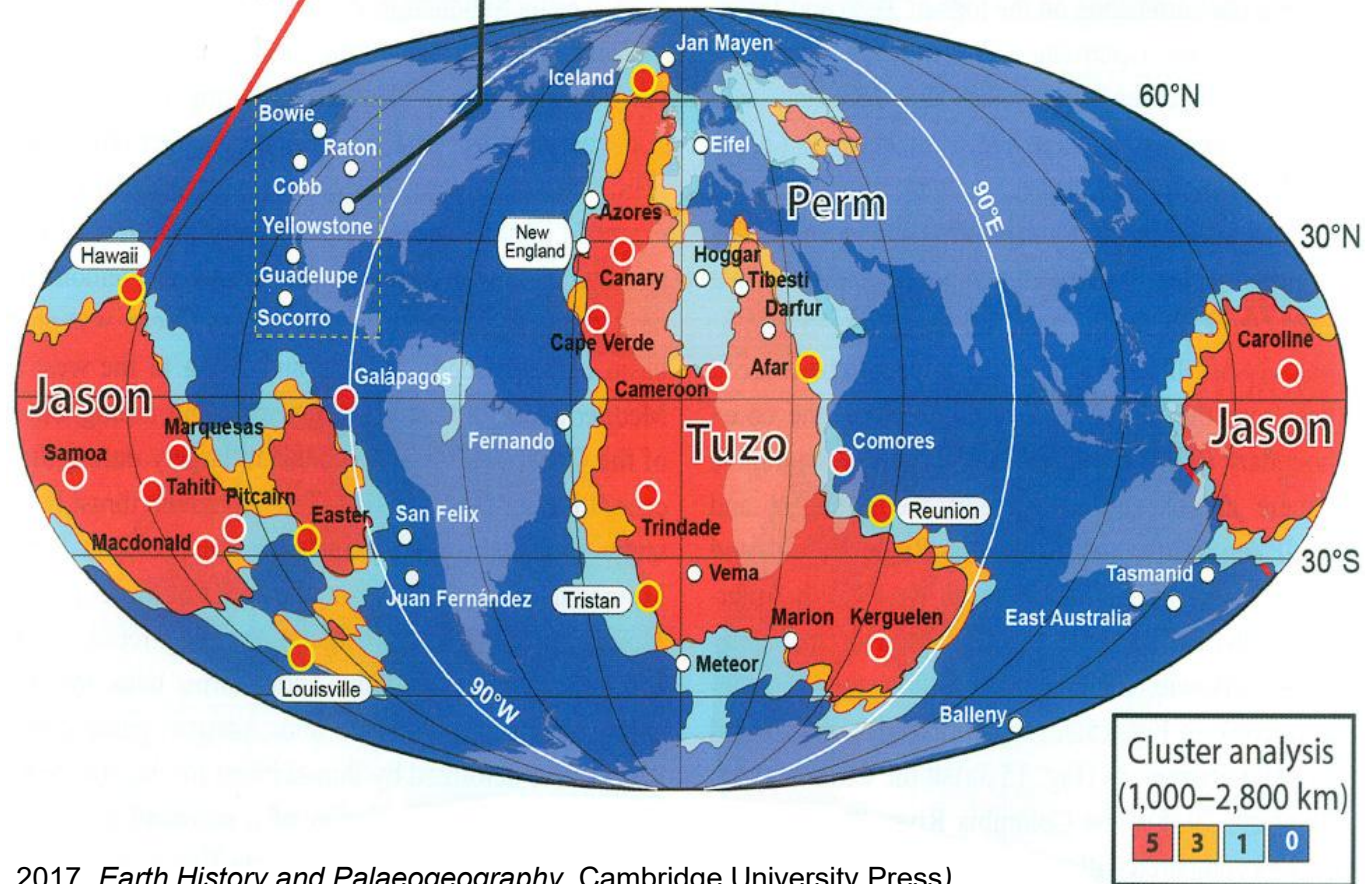 Jan Mayen
Iceland
60°N
Bowie
Raton
Eifel
Cobb
Perm
90°E
Yellowstone
Azores
New
England
30°N
Hawaii
Hoggar
Guadelupe
Canary
Tibesti
Socorro
Darfur
Cape Verde
Caroline
Afar
Galápagos
Cameroon
Jason
Marquesas
Fernando
Tuzo
Comores
Jason
Samoa
Tahiti
Pitcairn
Easter
San Felix
Trindade
Reunion
Macdonald
30°S
Vema
Tasmanid
Juan Fernández
Tristan
Marion
Kerguelen
East Australia
Meteor
Louisville
90°W
Balleny
Cluster analysis
(1,000–2,800 km)
5 3 1 0
2017, Earth History and Palaeogeography, Cambridge University Press)